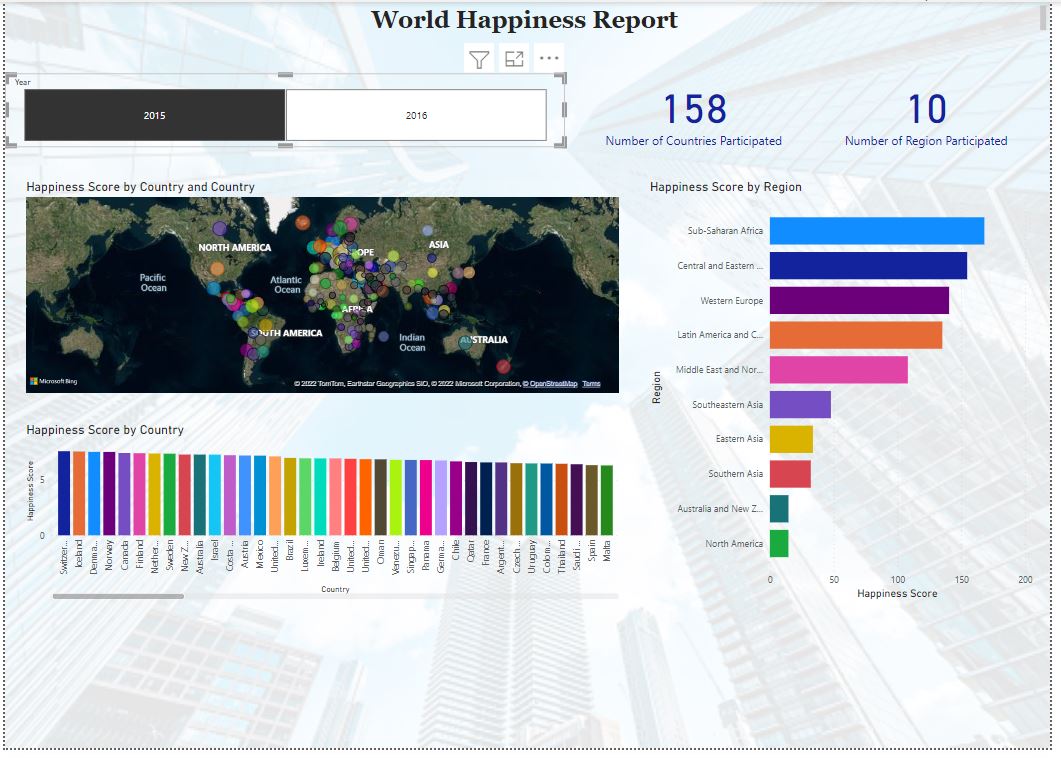 World Happiness Report
Year
2015
2016
158
Number of Countries Participated
10
Number of Region Participated
Happiness Score by Country and Country
NORTH AMERICA
OPE
ASIA
Pacific
Ocean
Atlantic
Ocean
AFRICA
SOUTH AMERICA
Indian
Ocean
AUSTRALIA
Microsoft Bing
© 2022 TomTom, Earthstar Geographics SIO, © 2022 Microsoft Corporation, © OpenStreetMap Terms
Happiness Score by Country
Happiness Score
5
0
Switzer...
Iceland
Denma...
Norway
Canada
Finland
Nether...
Sweden
New Z...
Australia
Israel
Costa ...
Austria
Mexico
United...
Brazil
Luxem...
Ireland
Belgium
United...
United...
Oman
Venezu...
Singap...
Panama
Germa...
Chile
Qatar
France
Argent...
Czech ...
Uruguay
Colom...
Thailand
Saudi ...
Spain
Malta
Country
Happiness Score by Region
Region
Sub-Saharan Africa
Central and Eastern ...
Western Europe
Latin America and C...
Middle East and Nor...
Southeastern Asia
Eastern Asia
Southern Asia
Australia and New Z...
North America
0
50
100
150
200
Happiness Score